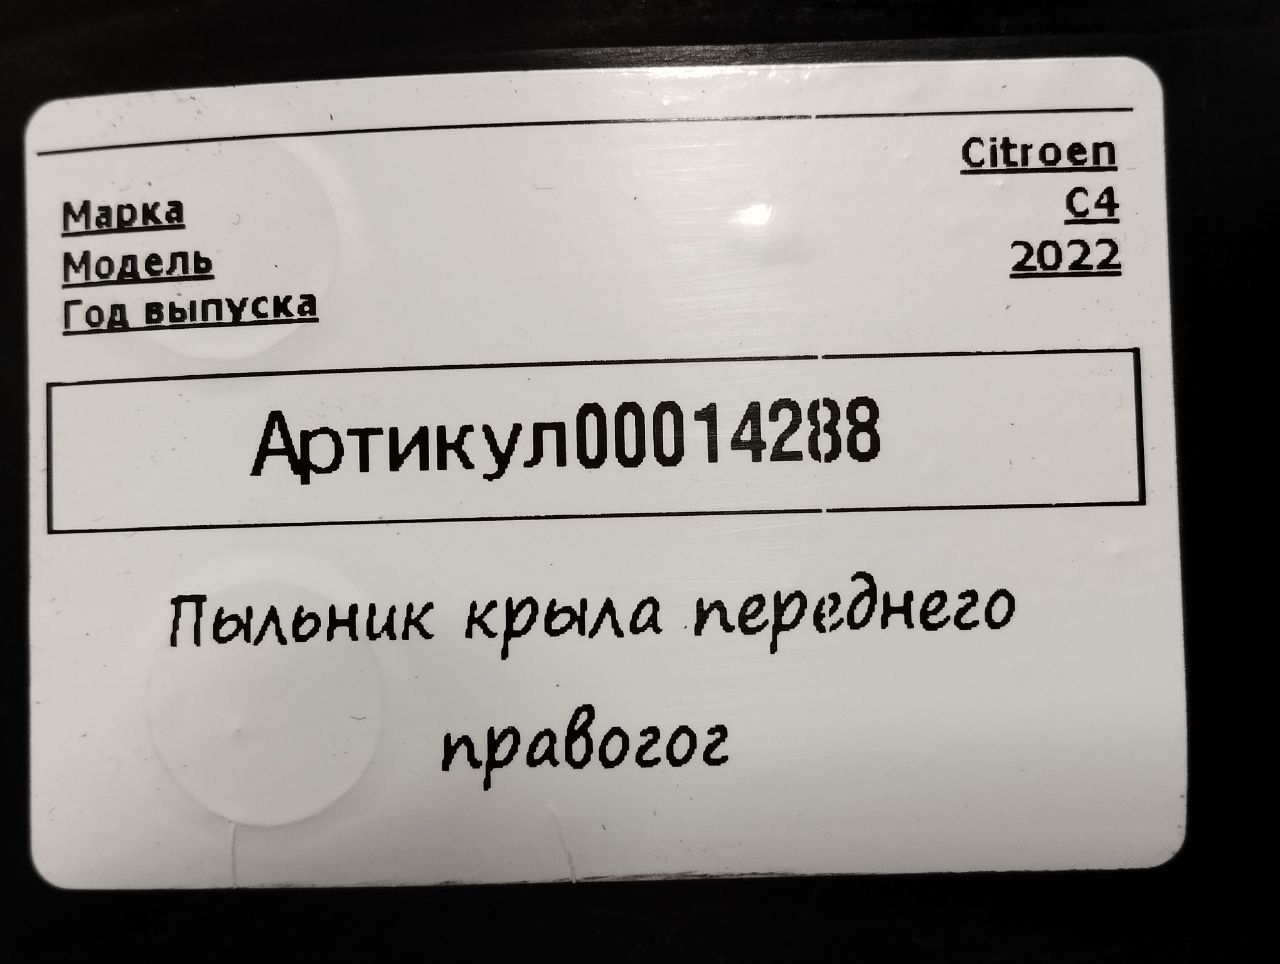 Citroen
Марка C4
Модель 2022
Год выпуска
Артикул00014288
Пыльник крыла переднего
правогог